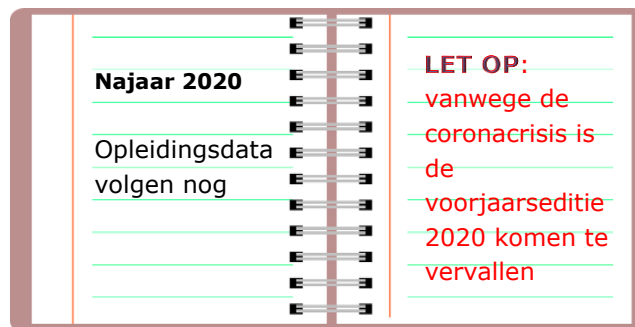 Najaar 2020
Opleidingsdata
volgen nog
LET OP:
vanwege de
coronacrisis is
de
voorjaarseditie
2020 komen te
vervallen